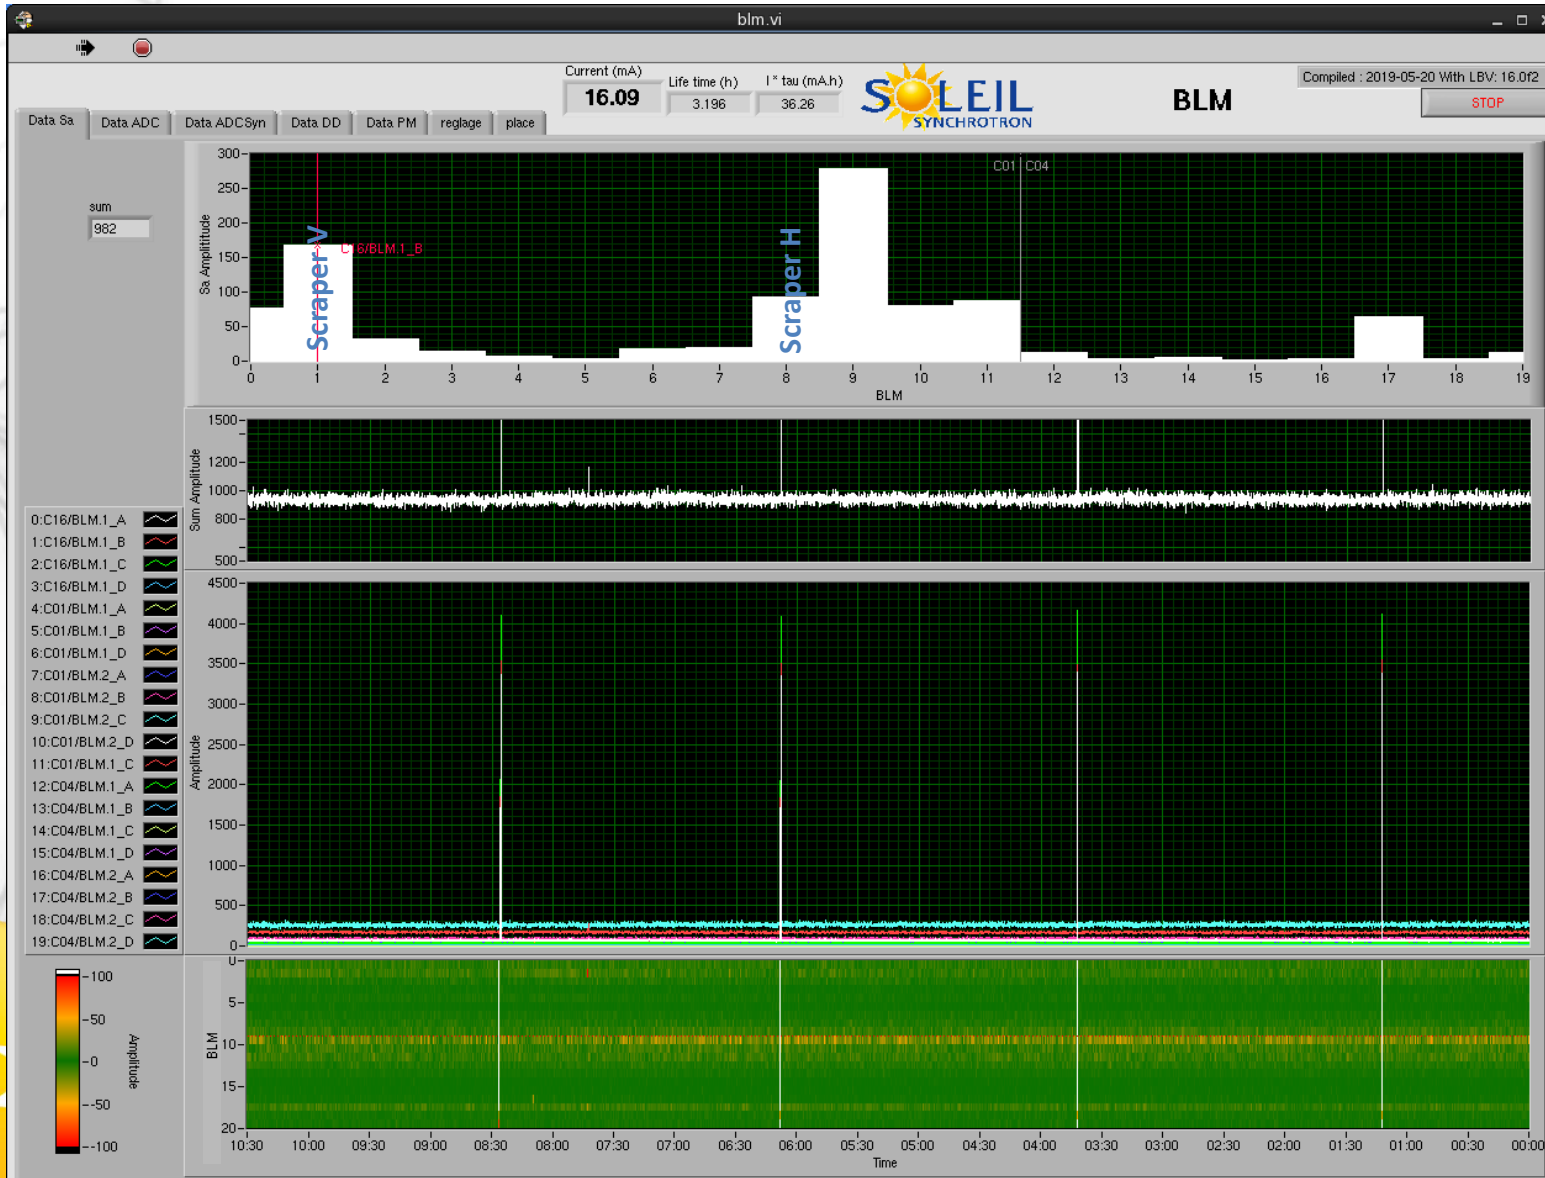 blm.vi
Current (mA)
16.09
Life time (h)
3.196
I * tau (mA.h)
36.26
SOLEIL
SYNCHROTRON
BLM
Compiled : 2019-05-20 With LBV: 16.0f2
STOP
Data Sa
Data ADC
Data ADCSyn
Data DD
Data PM
reglage
place
sum
982
300
250
200
150
100
50
0
Sa Amplititude
Scraper V
C16/BLM.1_B
Scraper H
C01
C04
0 1 2 3 4 5 6 7 8 9 10 11 12 13 14 15 16 17 18 19
BLM
1500
1200
1000
800
500
Sum Amplitude
0:C16/BLM.1_A
1:C16/BLM.1_B
2:C16/BLM.1_C
3:C16/BLM.1_D
4:C01/BLM.1_A
5:C01/BLM.1_B
6:C01/BLM.1_D
7:C01/BLM.2_A
8:C01/BLM.2_B
9:C01/BLM.2_C
10:C01/BLM.2_D
11:C01/BLM.1_C
12:C04/BLM.1_A
13:C04/BLM.1_B
14:C04/BLM.1_C
15:C04/BLM.1_D
16:C04/BLM.2_A
17:C04/BLM.2_B
18:C04/BLM.2_C
19:C04/BLM.2_D
4500
4000
3500
3000
2500
2000
1500
1000
500
0
Amplitude
100
50
0
-50
-100
Amplitude
0
5
10
15
20
BLM
10:30 10:00 09:30 09:00 08:30 08:00 07:30 07:00 06:30 06:00 05:30 05:00 04:30 04:00 03:30 03:00 02:30 02:00 01:30 01:00 00:30 00:00
Time